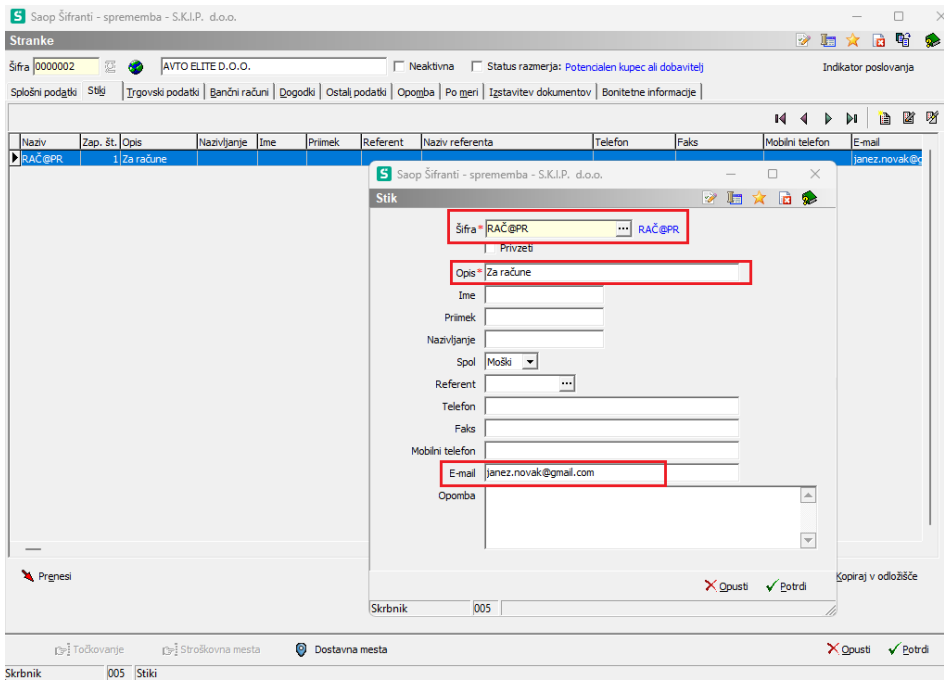 Saop Šifranti - sprememba - S.K.I.P. d.o.o.
Stranke
Šifra 0000002 AVTO ELITE D.O.O. Neaktivna Status razmerja: Potencialen kupec ali dobavitelj Indikator poslovanja
Splošni podatki Stiki Trgovski podatki Bančni računi Dogodki Ostali podatki Opomba Po meri Izstavitev dokumentov Bonitetne informacije
Naziv Zap. št. Opis Nazivljanje Ime Priimek Referent Naziv referenta Telefon Faks Mobilni telefon E-mail
RAČ@PR 1 Za račune janez.novak@g
Saop Šifranti - sprememba - S.K.I.P. d.o.o.
Stik
Šifra * RAČ@PR ... RAČ@PR
Privzeti
Opis * Za račune
Ime
Priimek
Nazivljanje
Spol Moški
Referent ...
Telefon
Faks
Mobilni telefon
E-mail janez.novak@gmail.com
Opomba
Prenesi Kopiraj v odložišče
Opusti Potrdi
Skrbnik 005
Točkovanje Stroškovna mesta Dostavna mesta Opusti Potrdi
Skrbnik 005 Stiki